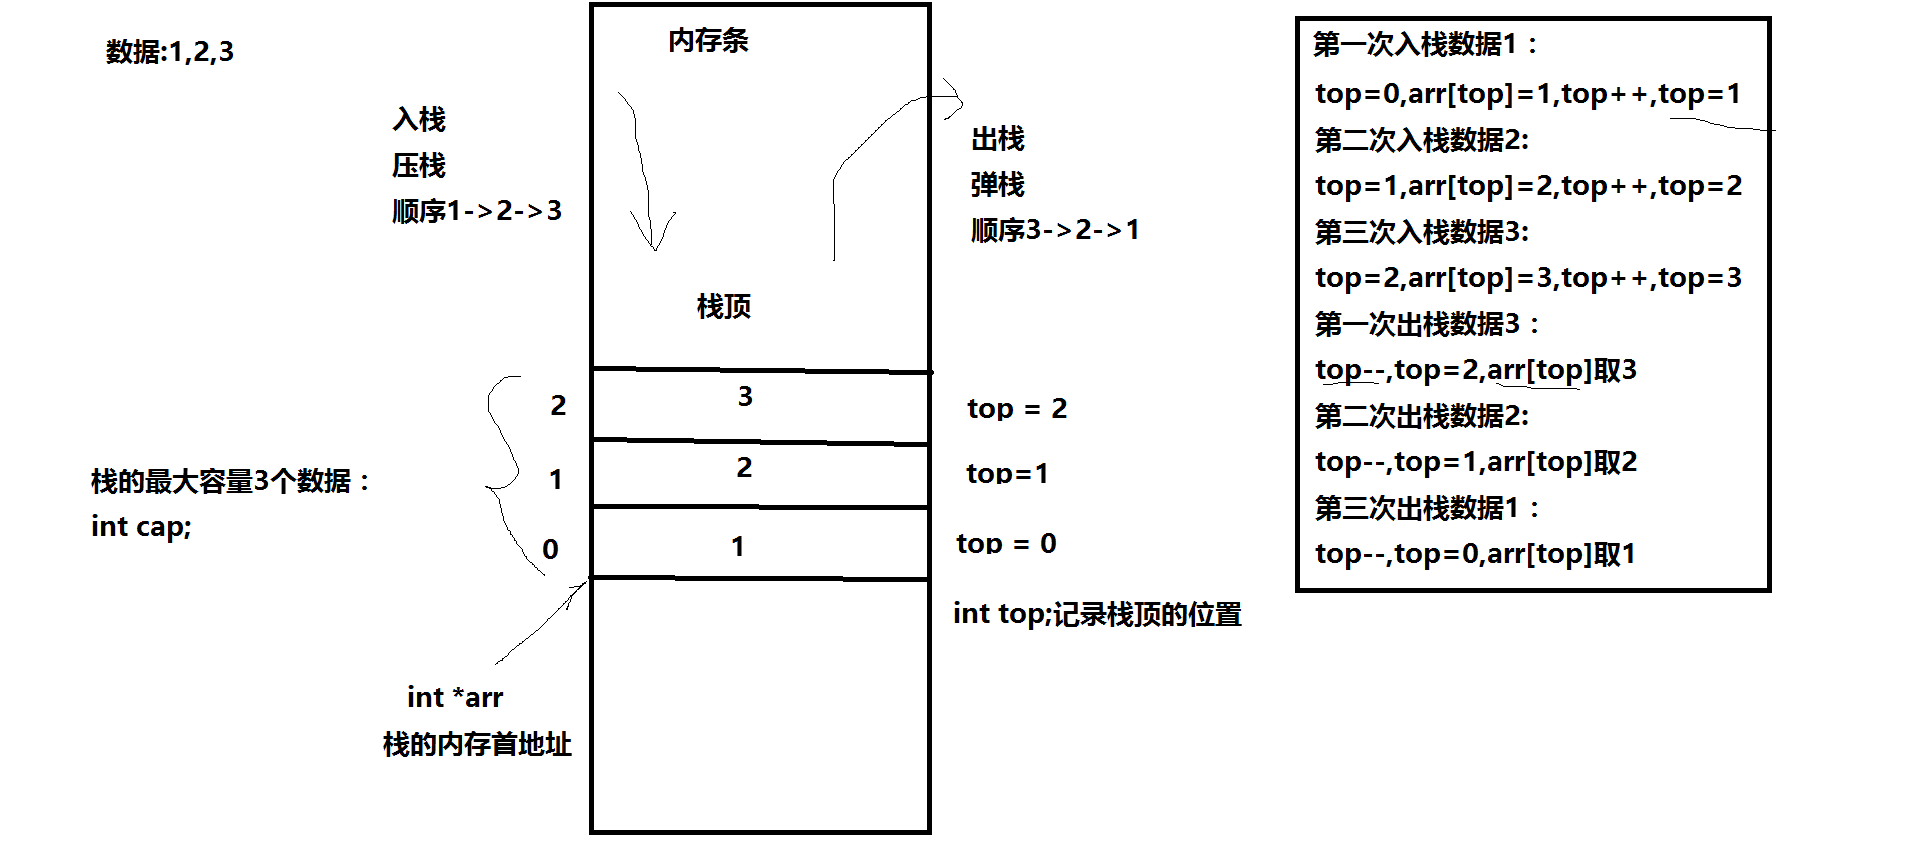 数据:1,2,3
内存条
入栈
压栈
顺序1->2->3
出栈
弹栈
顺序3->2->1
栈顶
2
3
top = 2
1
2
top=1
0
1
top = 0
栈的最大容量3个数据：
int cap;
int top;记录栈顶的位置
int *arr
栈的内存首地址
第一次入栈数据1：
top=0,arr[top]=1,top++,top=1
第二次入栈数据2:
top=1,arr[top]=2,top++,top=2
第三次入栈数据3:
top=2,arr[top]=3,top++,top=3
第一次出栈数据3：
top--,top=2,arr[top]取3
第二次出栈数据2:
top--,top=1,arr[top]取2
第三次出栈数据1：
top--,top=0,arr[top]取1